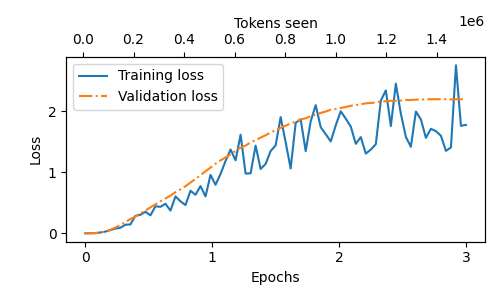 Tokens seen
0.0 0.2 0.4 0.6 0.8 1.0 1.2 1.4 1e6
Training loss
Validation loss
2
1
0
Loss
0 1 2 3
Epochs